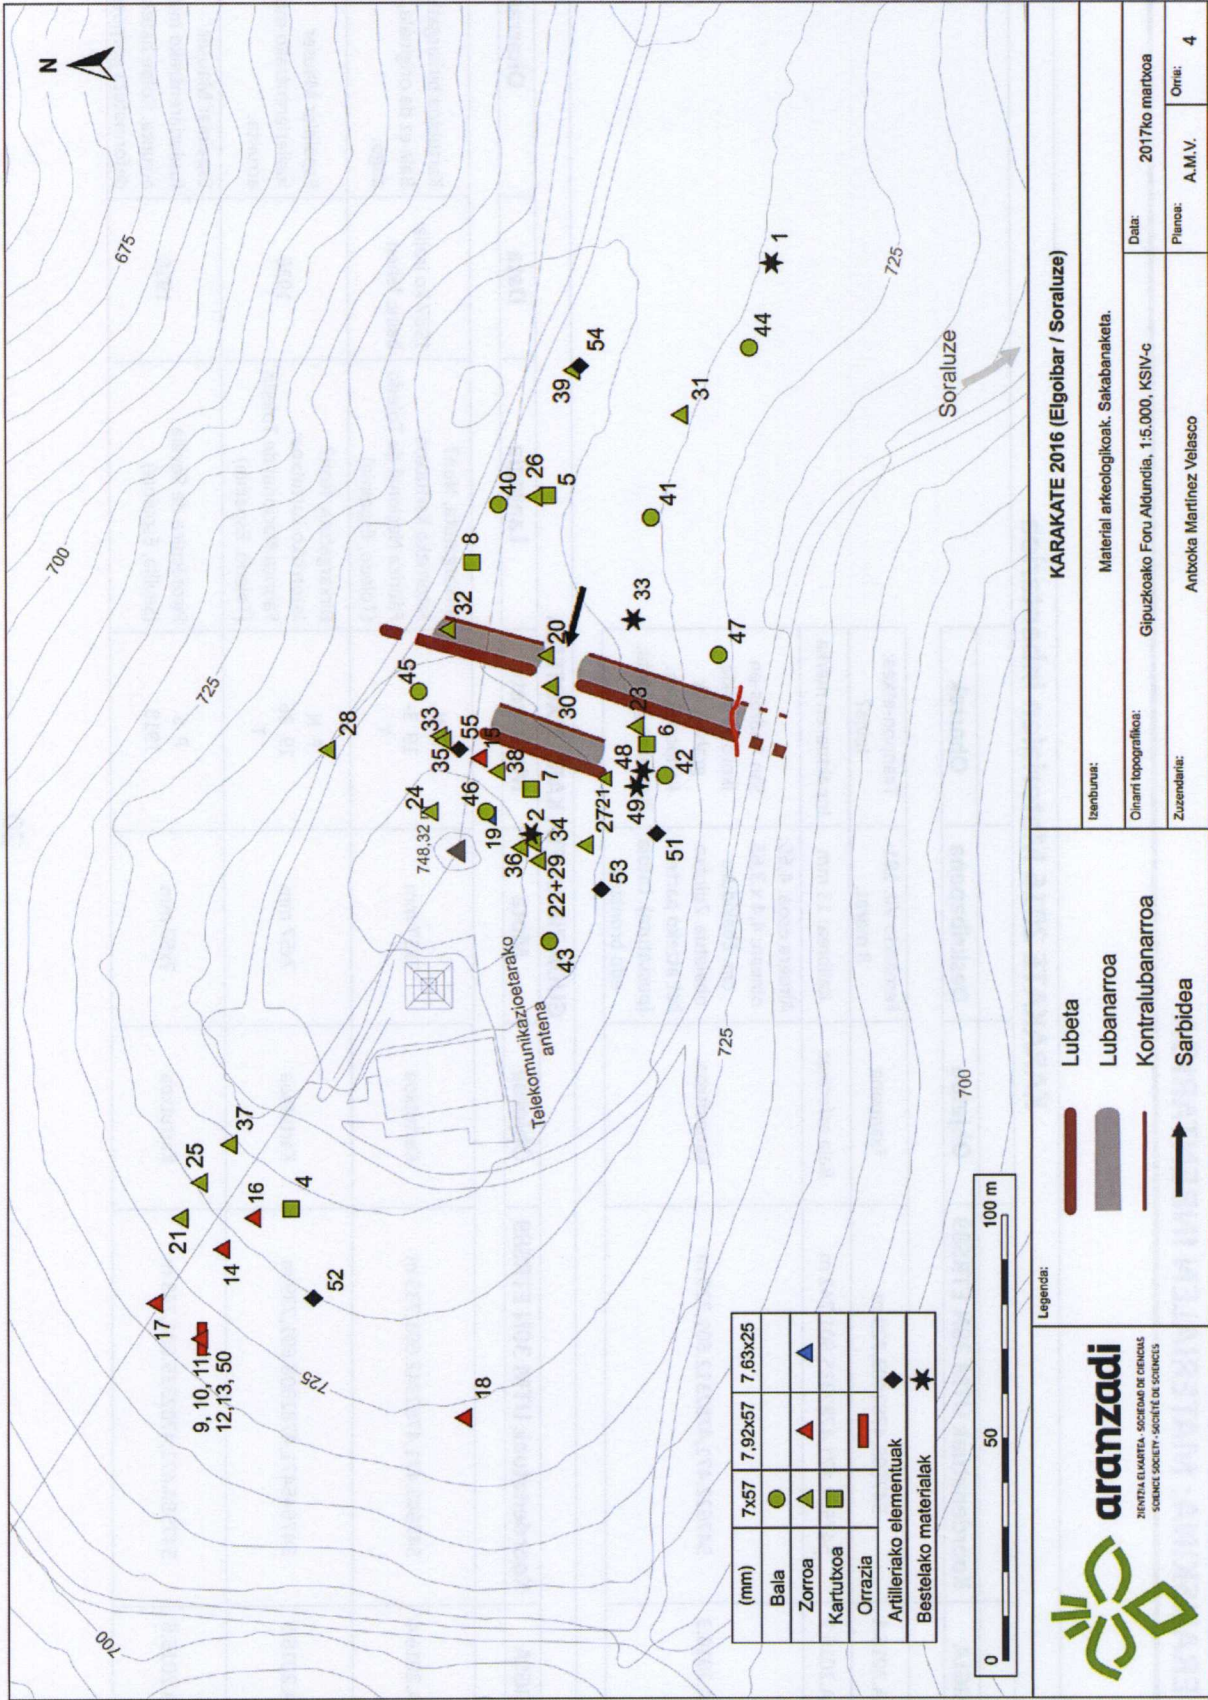 N
675
700
725
28
45
32
8
40
26
5
39
54
24
748,32
33
35
55
15
38
46
19
7
2
34
36
22+29
43
53
27
21
20
30
23
6
48
49
42
51
33
41
31
44
1
47
Soraluze
725
725
700
Telekomunikazioetarako
antena
37
25
21
16
4
14
17
52
9, 10, 11,
12,13, 50
725
18
700
(mm) 7x57 7,92x57 7,63x25
Bala
Zorroa
Kartutxoa
Orrazia
Artilleriako elementuak
Bestelako materialak
0 50 100 m
aranzadi
ZIENTZIA ELKARTEA · SOCIEDAD DE CIENCIAS
SCIENCE SOCIETY · SOCIÉTÉ DE SCIENCES
Legenda:
Lubeta
Lubanarroa
Kontralubanarroa
Sarbidea
KARAKATE 2016 (Elgoibar / Soraluze)
Izenburua:
Material arkeologikoak. Sakabanaketa.
Oinarri topografikoa:
Gipuzkoako Foru Aldundia, 1:5.000, KSIV-c
Data:
2017ko martxoa
Zuzendaria:
Antxoka Martínez Velasco
Planoa:
A.M.V.
Orria:
4